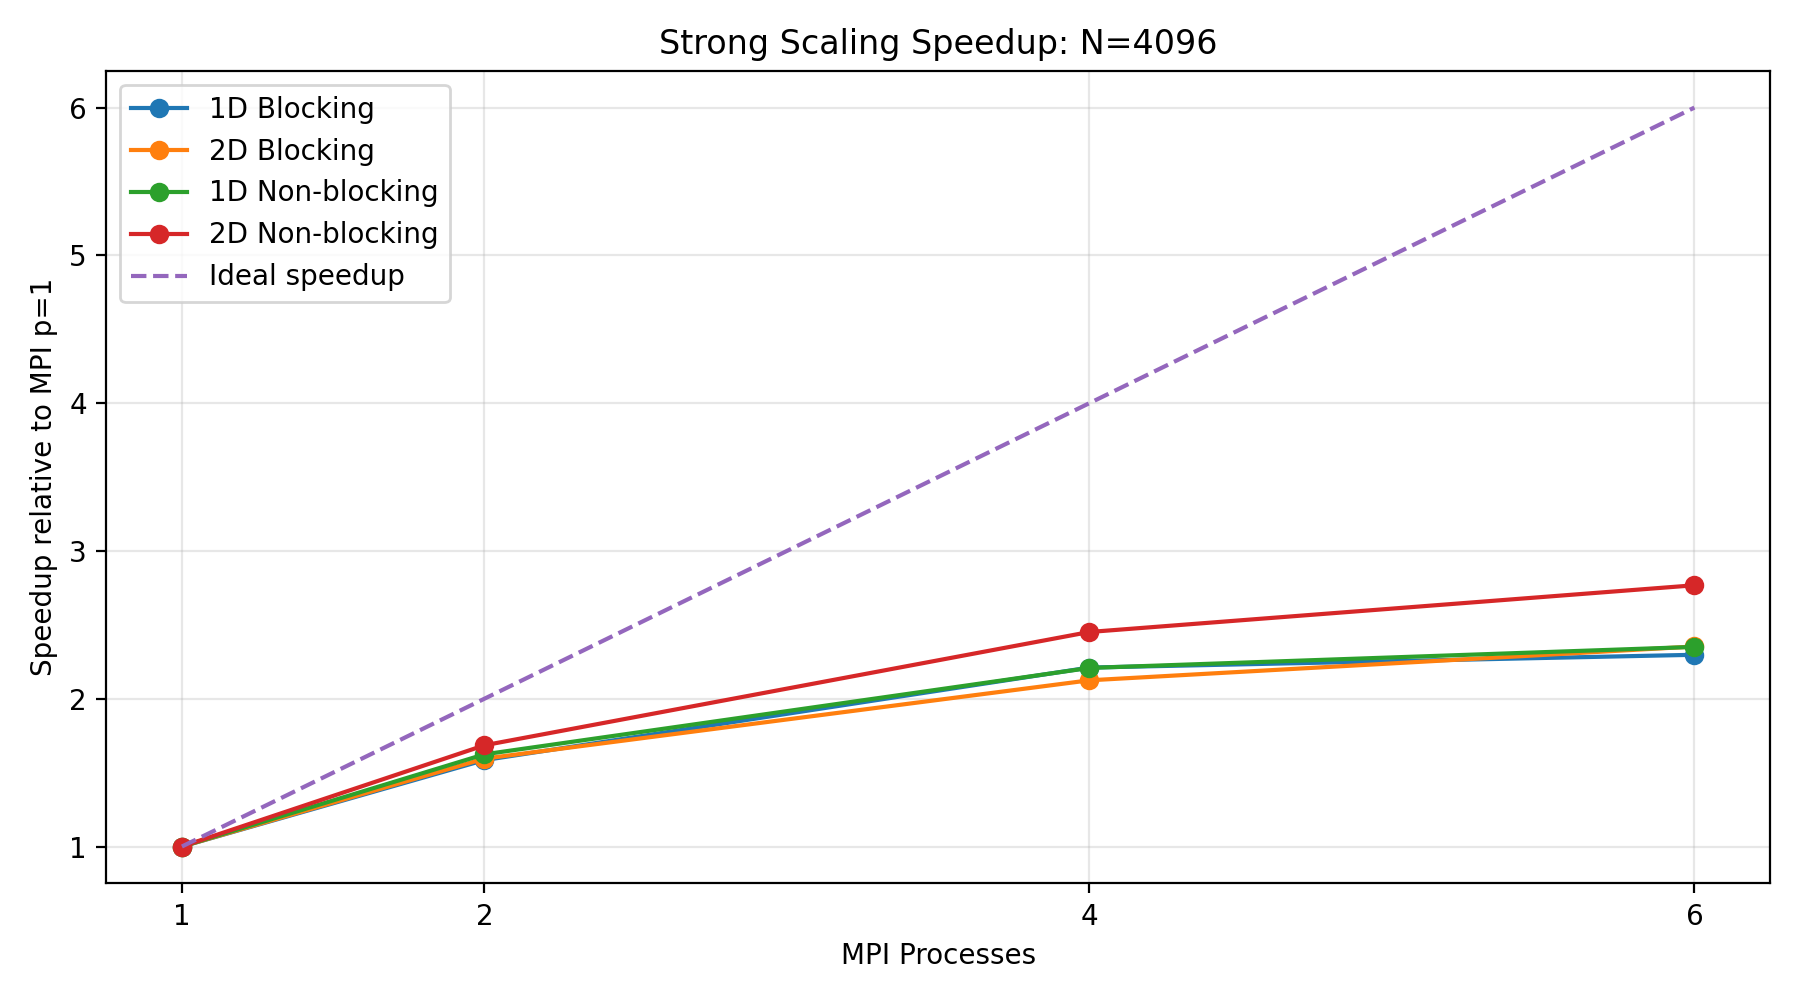 Strong Scaling Speedup: N=4096
1D Blocking
2D Blocking
1D Non-blocking
2D Non-blocking
Ideal speedup
Speedup relative to MPI p=1
6
5
4
3
2
1
1 2 4 6
MPI Processes